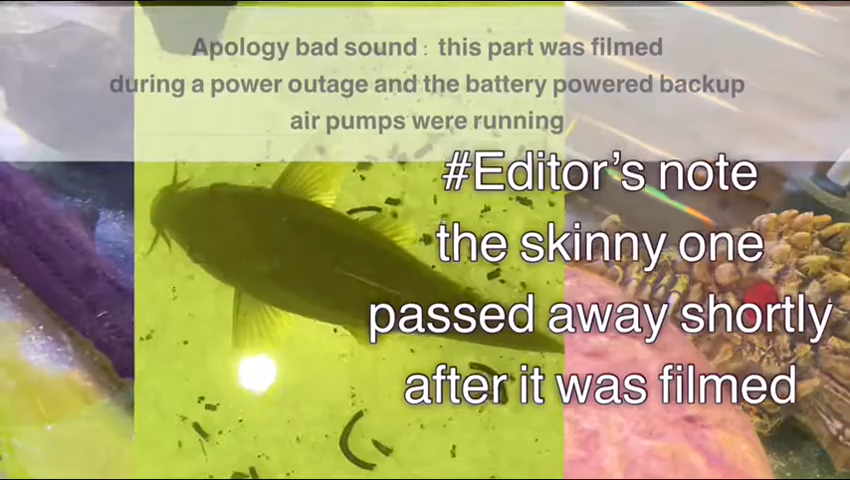 Apology bad sound : this part was filmed
during a power outage and the battery powered backup
air pumps were running
#Editor's note
the skinny one
passed away shortly
after it was filmed